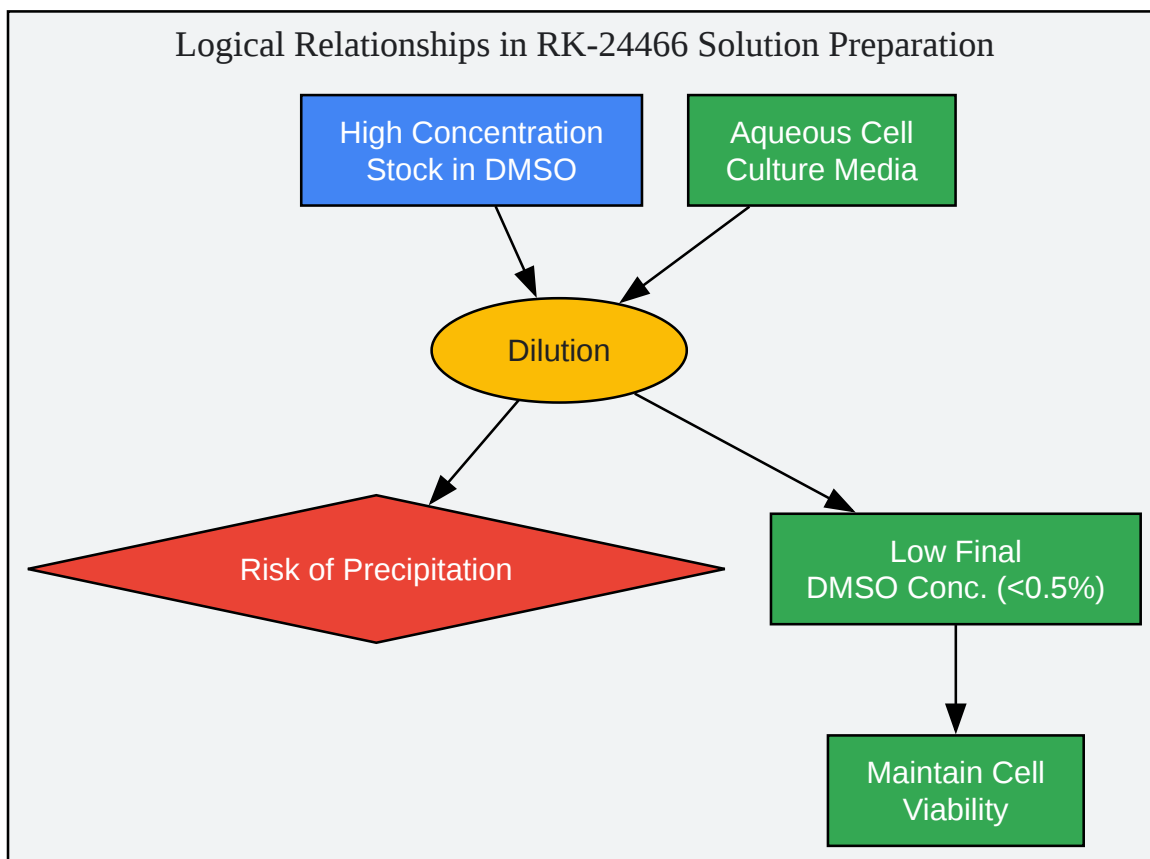 Logical Relationships in RK-24466 Solution Preparation
High Concentration
Stock in DMSO
Aqueous Cell
Culture Media
Dilution
Risk of Precipitation
Low Final
DMSO Conc. (<0.5%)
Maintain Cell
Viability